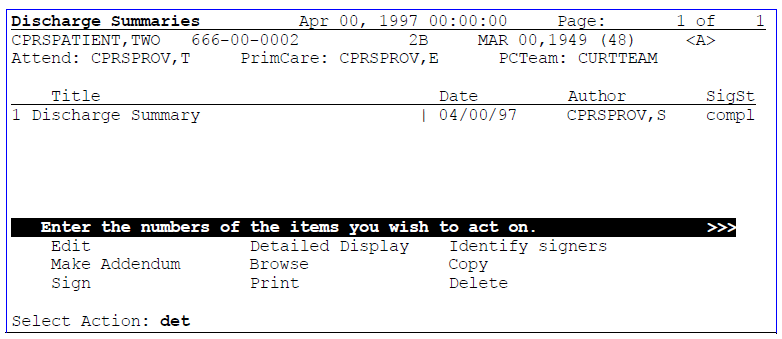 Discharge Summaries Apr 00, 1997 00:00:00 Page: 1 of 1
CPRSPATIENT,TWO 666-00-0002 2B MAR 00,1949 (48) <A>
Attend: CPRSPROV,T PrimCare: CPRSPROV,E PCTeam: CURTTEAM
Title Date Author SigSt
1 Discharge Summary | 04/00/97 CPRSPROV,S compl
Enter the numbers of the items you wish to act on. >>>
Edit Detailed Display Identify signers
Make Addendum Browse Copy
Sign Print Delete
Select Action: det